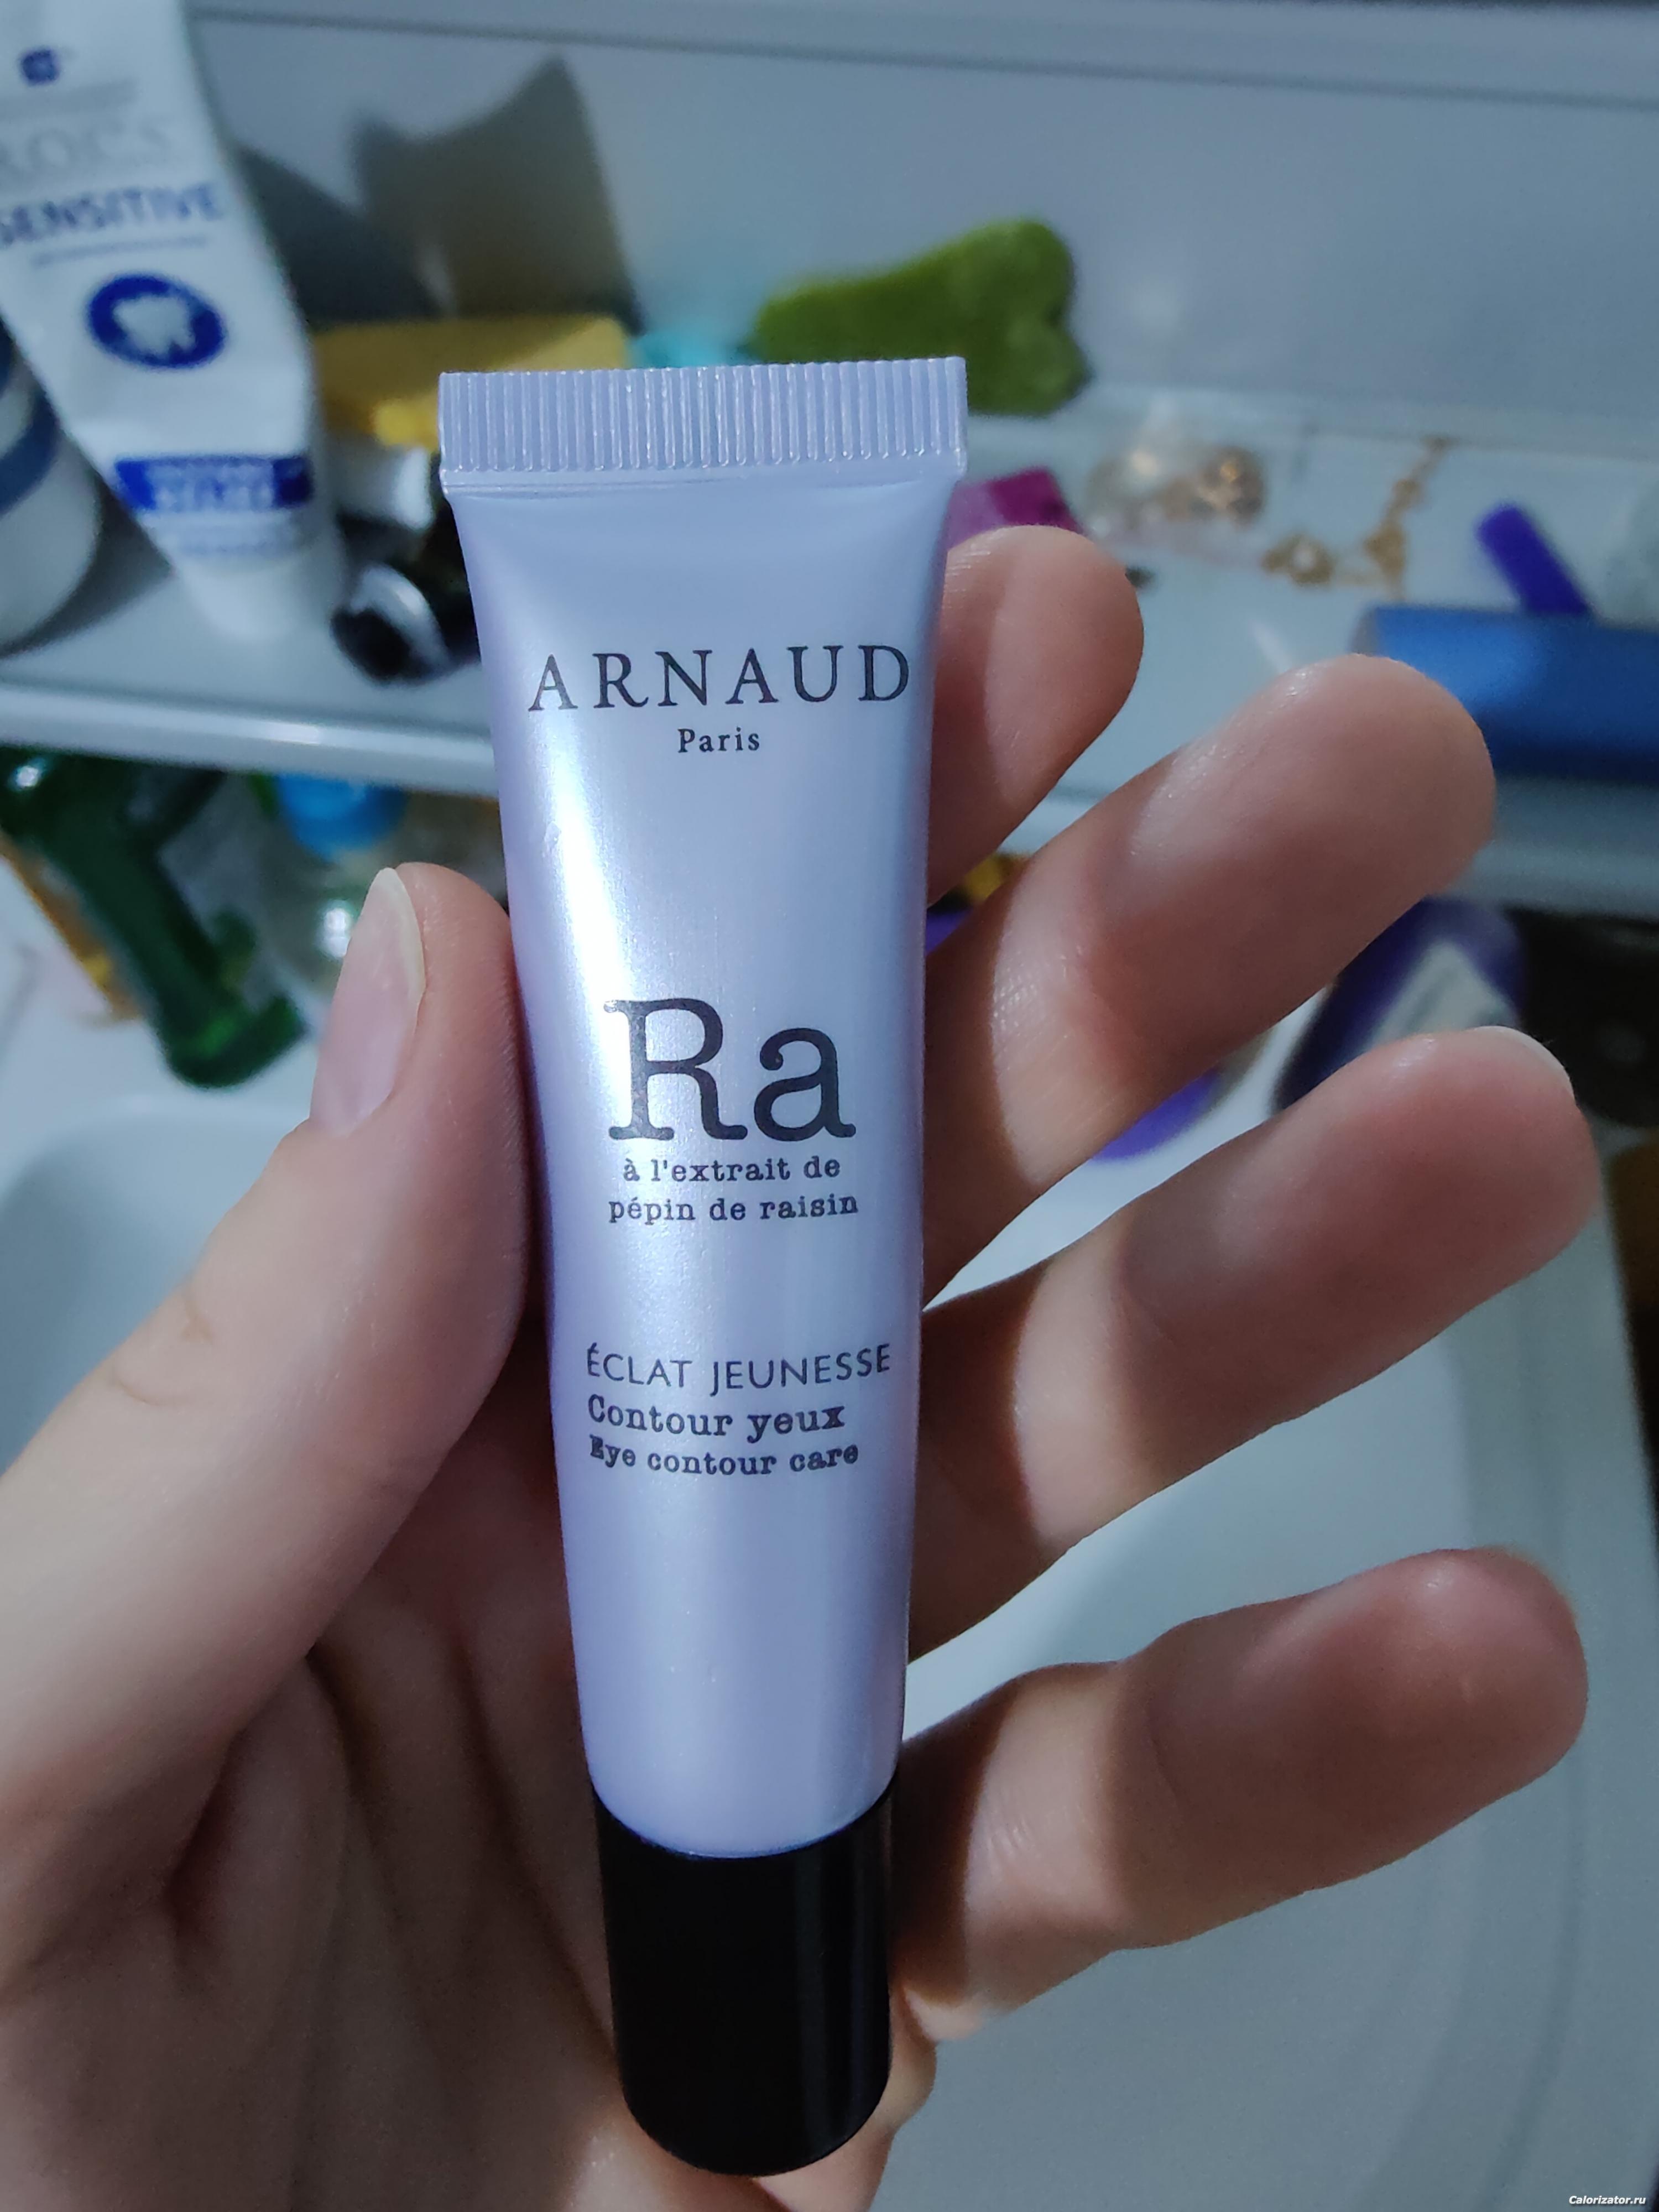 SENSITIVE
ARNAUD
Paris
Ra
à l'extrait de
pépin de raisin
ÉCLAT JEUNESSE
Contour yeux
Eye contour care
Calorizator.ru